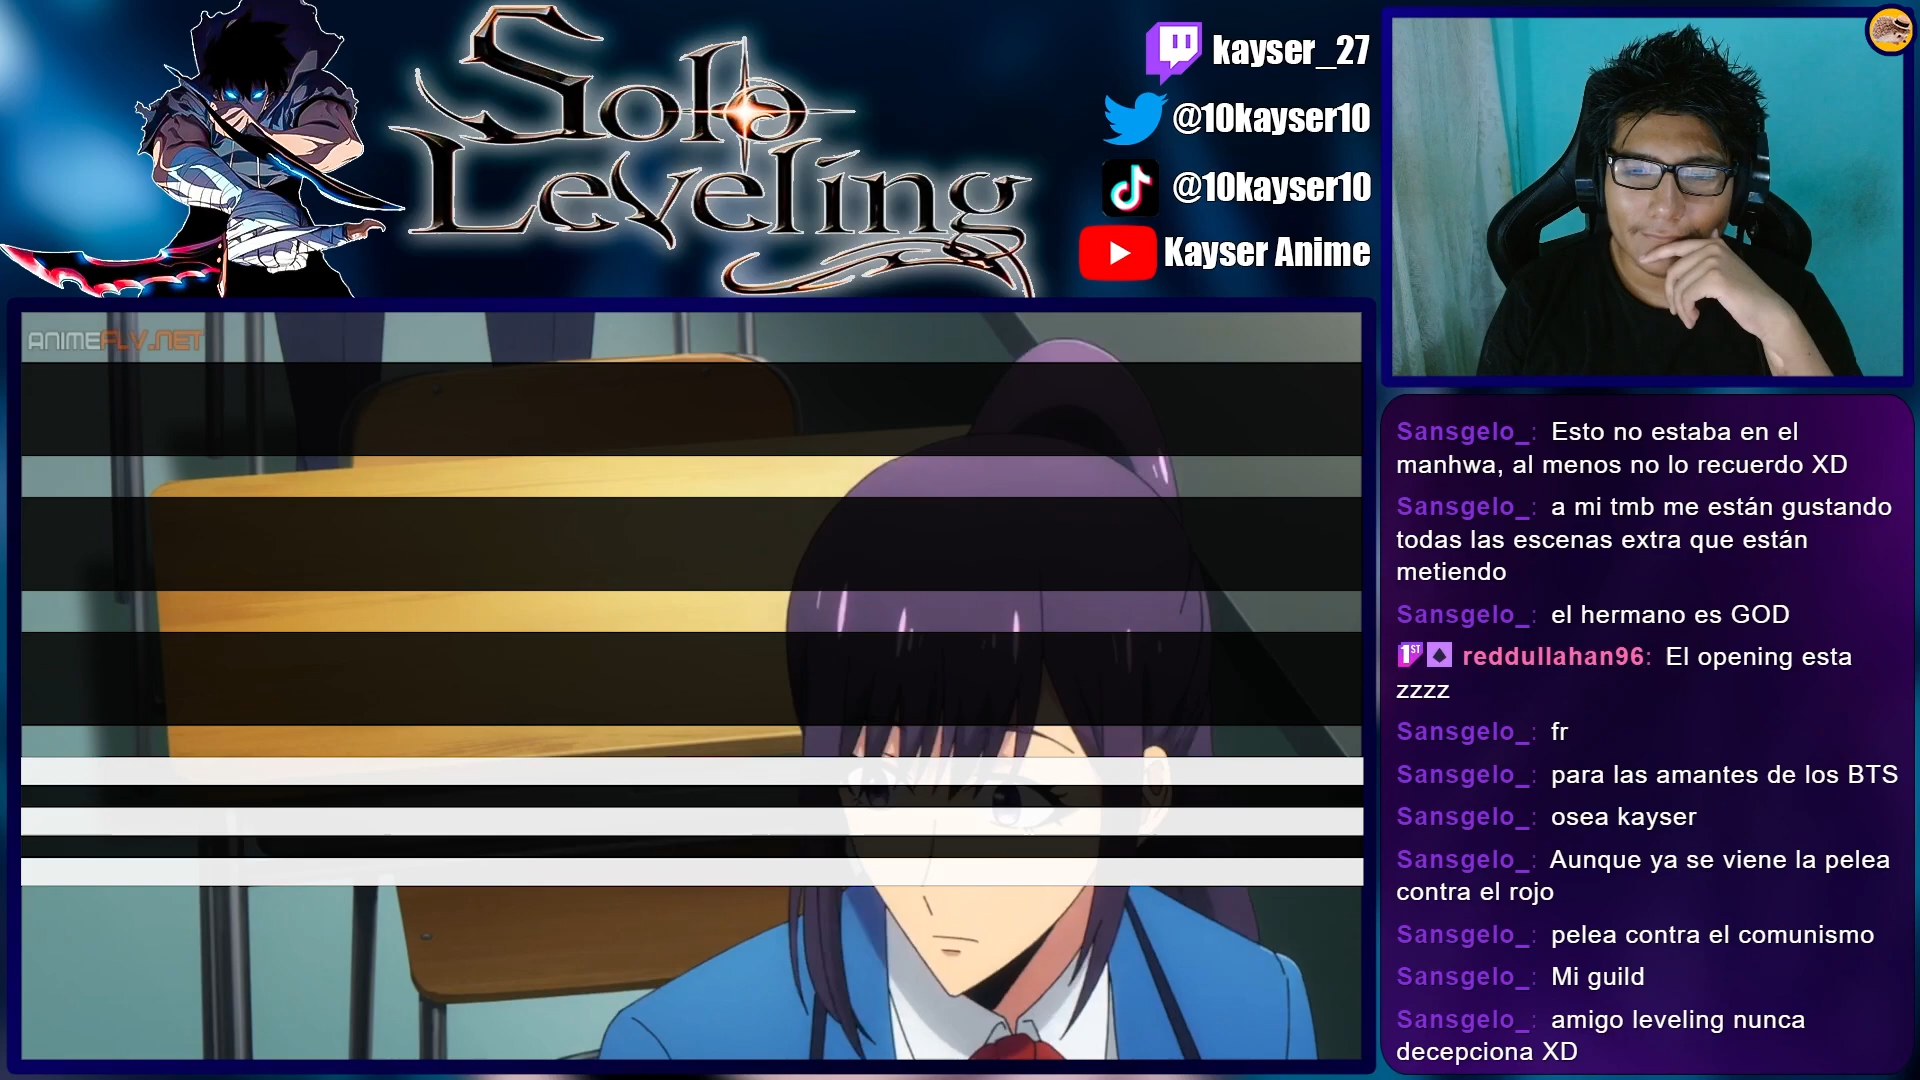 Solo
Leveling
kayser_27
@10kayser10
@10kayser10
Kayser Anime
ANIMEFLV.NET
Sansgelo_: Esto no estaba en el
manhwa, al menos no lo recuerdo XD
Sansgelo_: a mi tmb me están gustando
todas las escenas extra que están
metiendo
Sansgelo_: el hermano es GOD
1ST reddullahan96: El opening esta
zzzz
Sansgelo_: fr
Sansgelo_: para las amantes de los BTS
Sansgelo_: osea kayser
Sansgelo_: Aunque ya se viene la pelea
contra el rojo
Sansgelo_: pelea contra el comunismo
Sansgelo_: Mi guild
Sansgelo_: amigo leveling nunca
decepciona XD